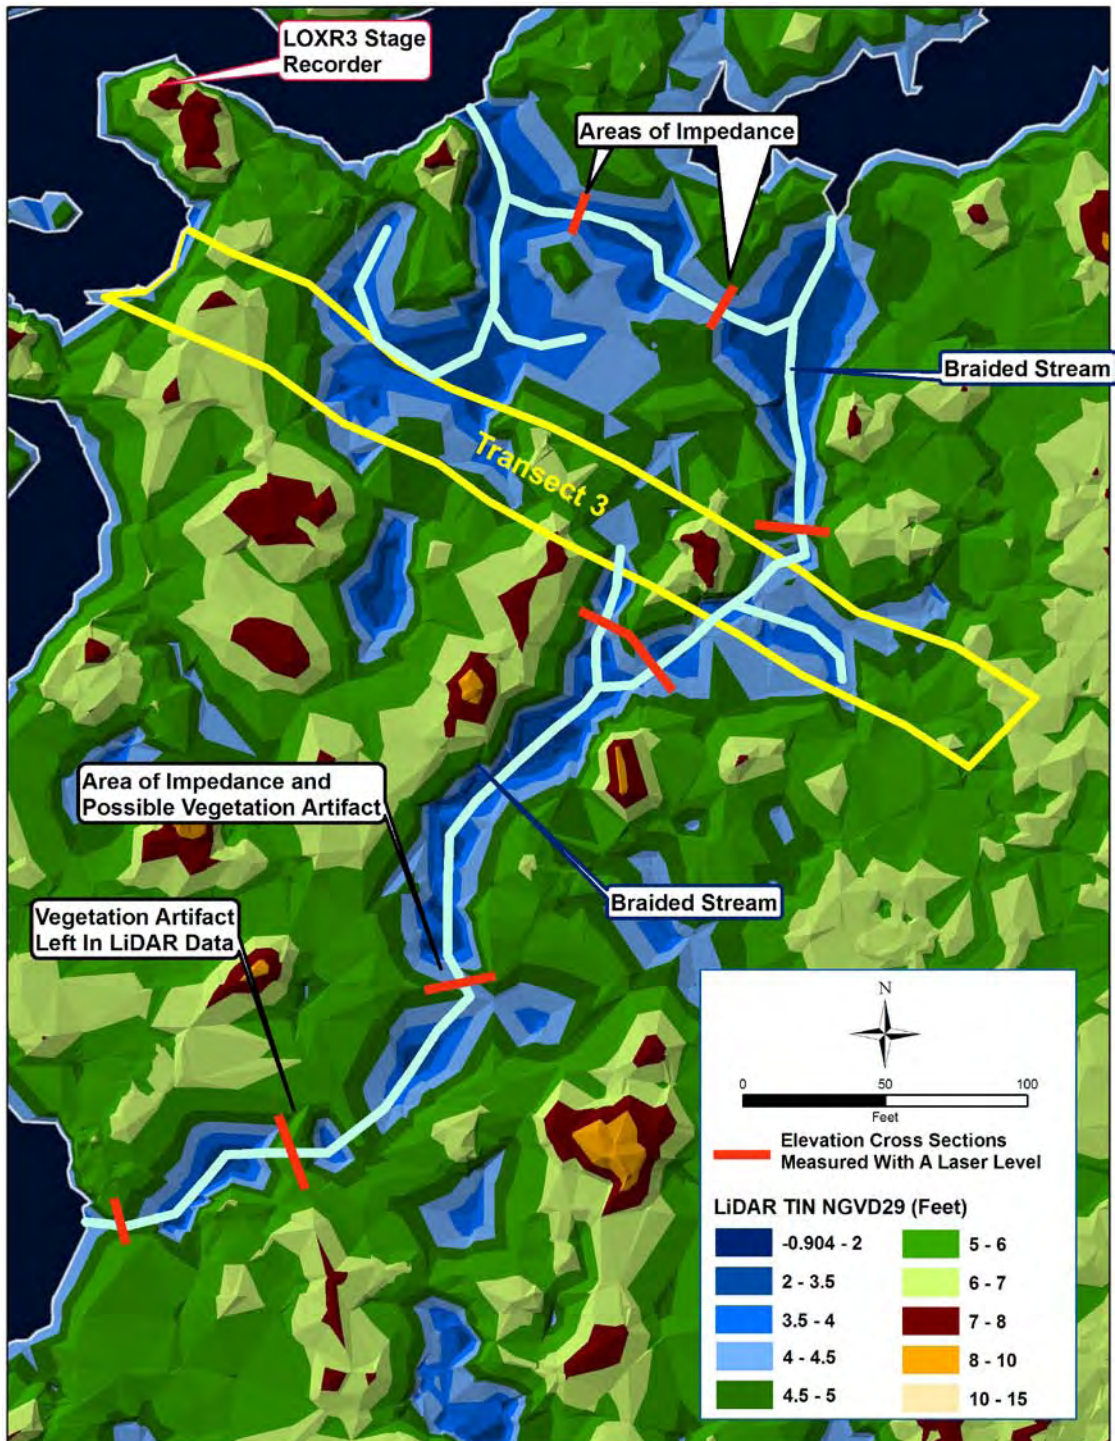 LOXR3 Stage
Recorder
Areas of Impedance
Braided Stream
Transect 3
Area of Impedance and
Possible Vegetation Artifact
Braided Stream
Vegetation Artifact
Left In LiDAR Data
N
0 50 100
Feet
Elevation Cross Sections
Measured With A Laser Level
LiDAR TIN NGVD29 (Feet)
-0.904 - 2
2 - 3.5
3.5 - 4
4 - 4.5
4.5 - 5
5 - 6
6 - 7
7 - 8
8 - 10
10 - 15